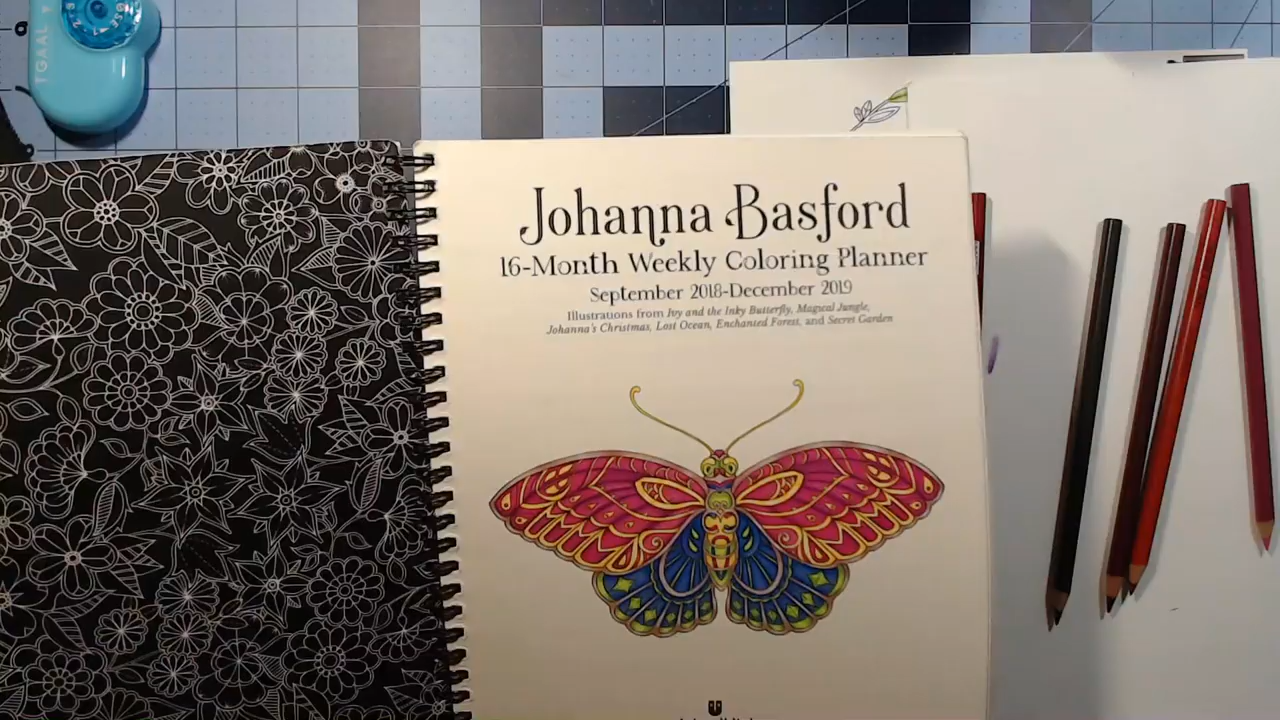 Johanna Basford
16-Month Weekly Coloring Planner
September 2018-December 2019
Illustrations from Ivy and the Inky Butterfly, Magical Jungle,
Johanna's Christmas, Lost Ocean, Enchanted Forest, and Secret Garden